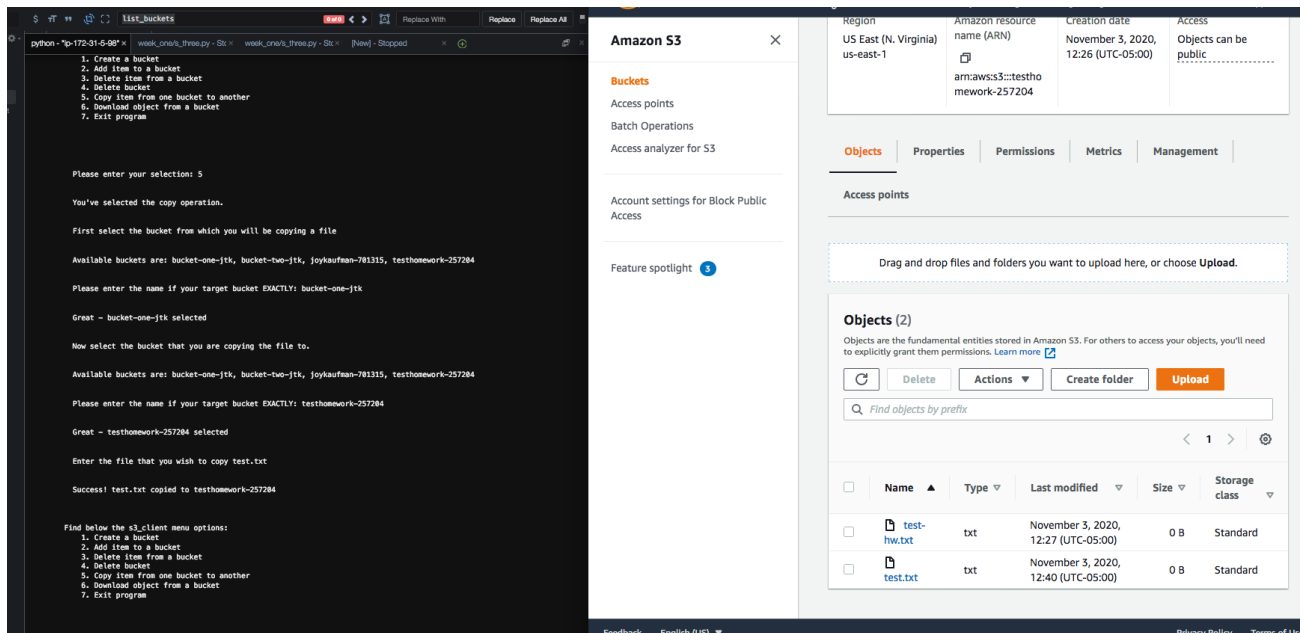 list_buckets
0 of 0
Replace With
Replace
Replace All
python - "ip-172-31-5-98"
week_one/s_three.py - Stc
week_one/s_three.py - Stc
[New] - Stopped
1. Create a bucket
2. Add item to a bucket
3. Delete item from a bucket
4. Delete bucket
5. Copy item from one bucket to another
6. Download object from a bucket
7. Exit program
Please enter your selection: 5
You've selected the copy operation.
First select the bucket from which you will be copying a file
Available buckets are: bucket-one-jtk, bucket-two-jtk, joykaufman-701315, testhomework-257204
Please enter the name if your target bucket EXACTLY: bucket-one-jtk
Great - bucket-one-jtk selected
Now select the bucket that you are copying the file to.
Available buckets are: bucket-one-jtk, bucket-two-jtk, joykaufman-701315, testhomework-257204
Please enter the name if your target bucket EXACTLY: testhomework-257204
Great - testhomework-257204 selected
Enter the file that you wish to copy test.txt
Success! test.txt copied to testhomework-257204
Find below the s3_client menu options:
1. Create a bucket
2. Add item to a bucket
3. Delete item from a bucket
4. Delete bucket
5. Copy item from one bucket to another
6. Download object from a bucket
7. Exit program
Amazon S3
Buckets
Access points
Batch Operations
Access analyzer for S3
Account settings for Block Public
Access
Feature spotlight 3
Region
US East (N. Virginia)
us-east-1
Amazon resource
name (ARN)
arn:aws:s3:::testho
mework-257204
Creation date
November 3, 2020,
12:26 (UTC-05:00)
Access
Objects can be
public
Objects
Properties
Permissions
Metrics
Management
Access points
Drag and drop files and folders you want to upload here, or choose Upload.
Objects (2)
Objects are the fundamental entities stored in Amazon S3. For others to access your objects, you'll need
to explicitly grant them permissions. Learn more
Delete
Actions
Create folder
Upload
Find objects by prefix
1
Name
Type
Last modified
Size
Storage
class
test-
hw.txt
txt
November 3, 2020,
12:27 (UTC-05:00)
0 B
Standard
test.txt
txt
November 3, 2020,
12:40 (UTC-05:00)
0 B
Standard
Feedback
English (US)
Privacy Policy